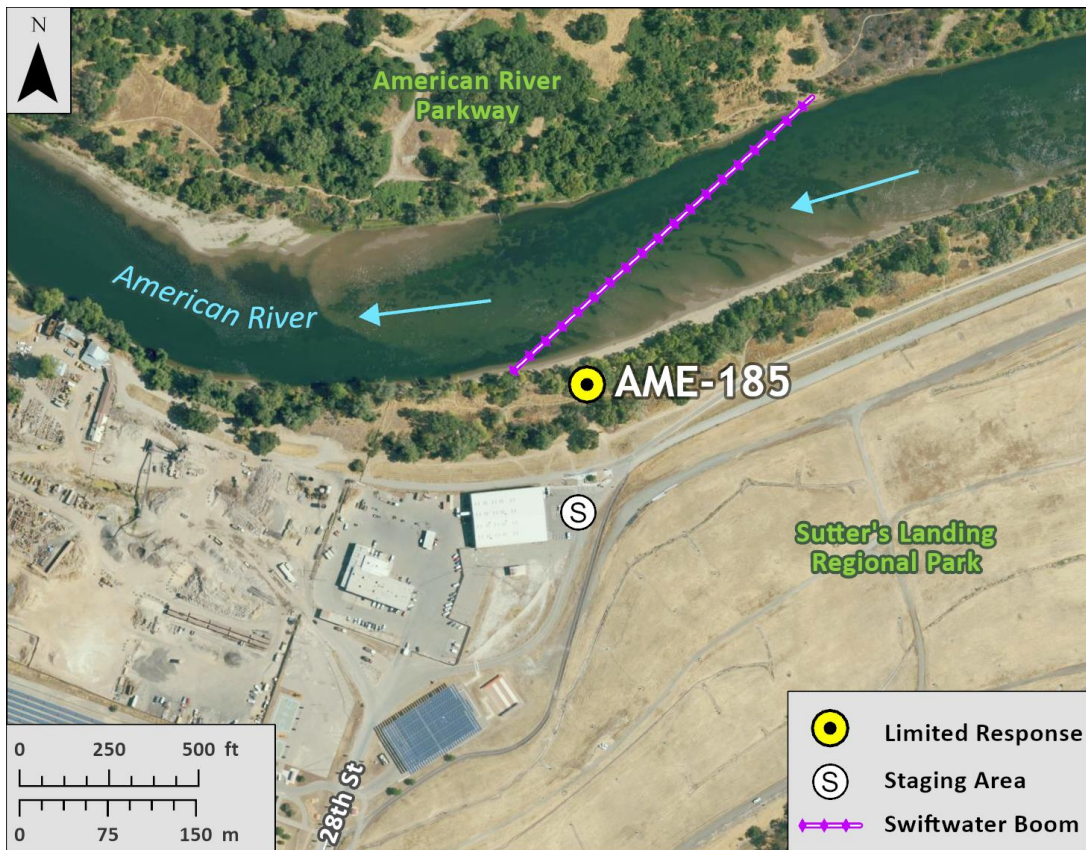 N
American River
Parkway
American River
AME-185
S
Sutter's Landing
Regional Park
28th St
0 250 500 ft
0 75 150 m
Limited Response
S Staging Area
Swiftwater Boom